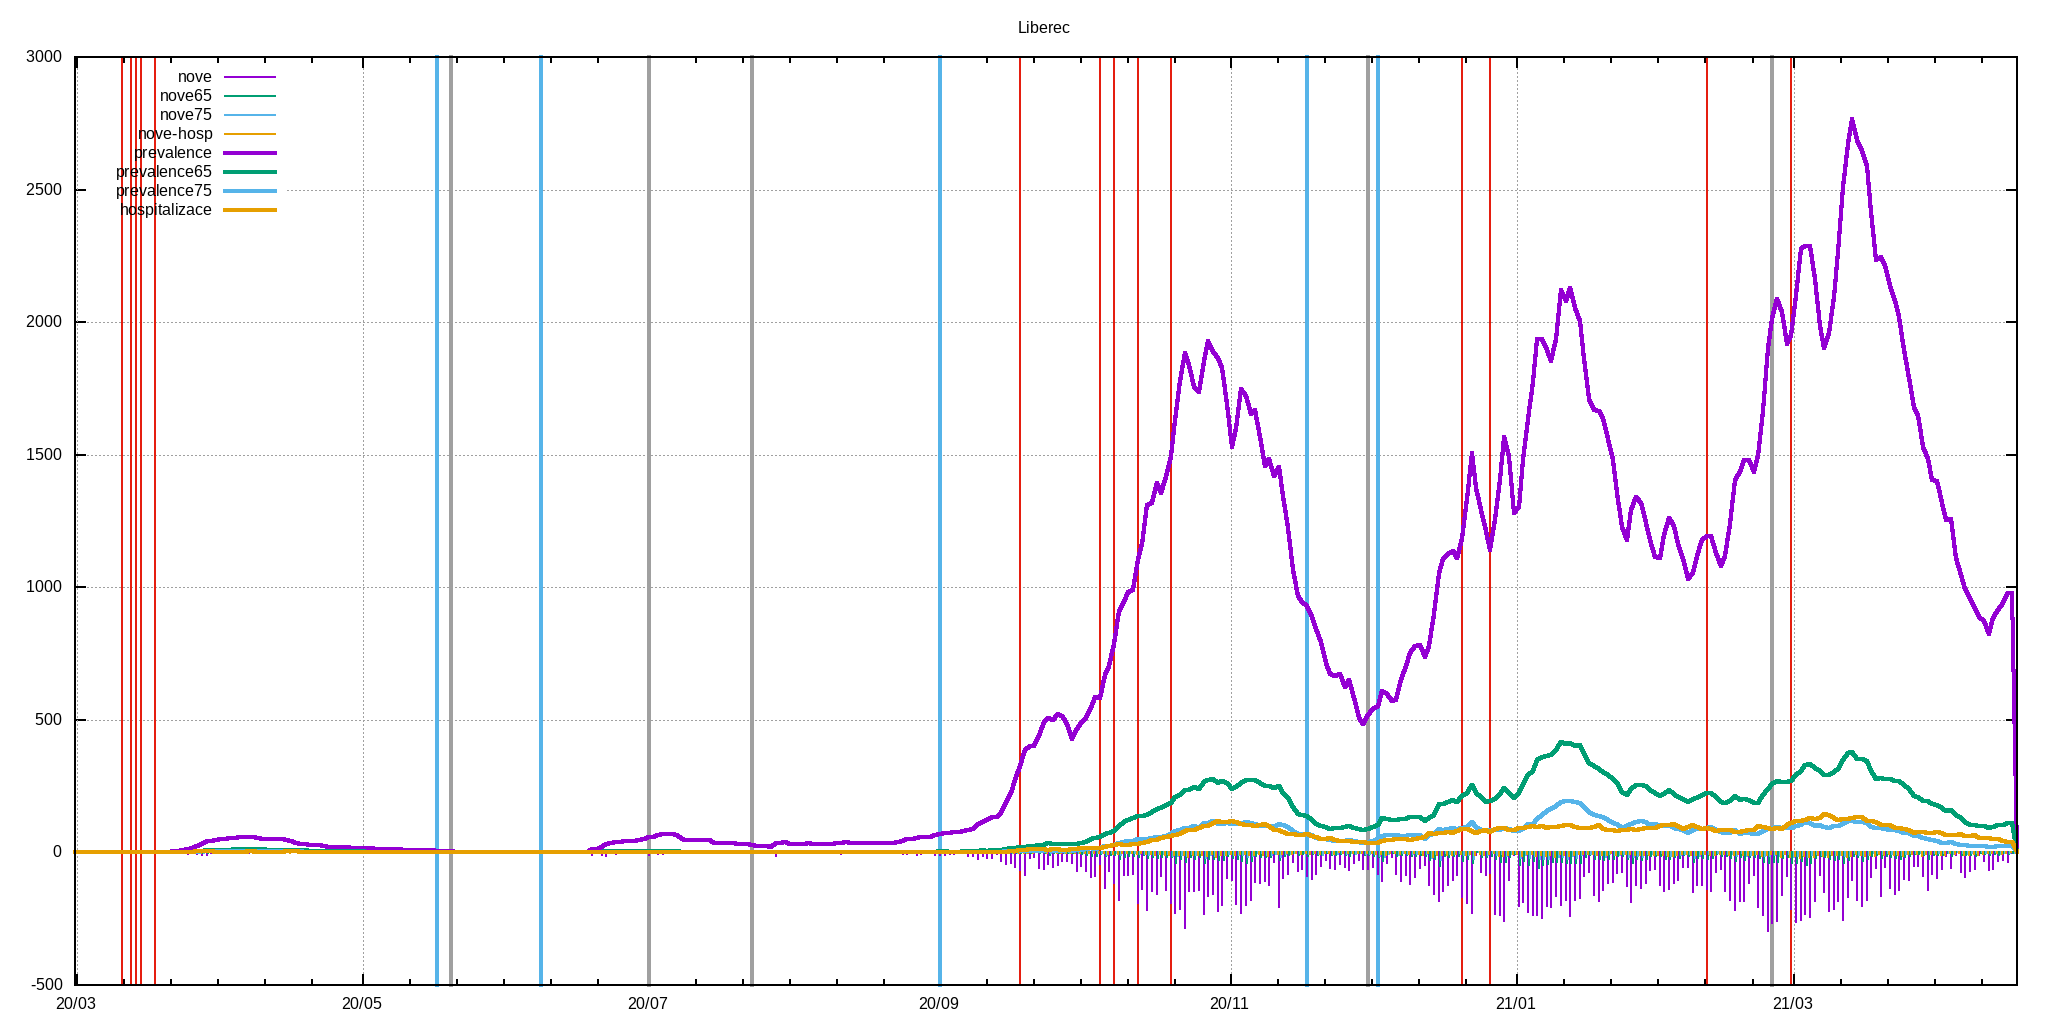 Liberec
3000
2500
2000
1500
1000
500
0
-500
nove
nove65
nove75
nove-hosp
prevalence
prevalence65
prevalence75
hospitalizace
20/03 20/05 20/07 20/09 20/11 21/01 21/03